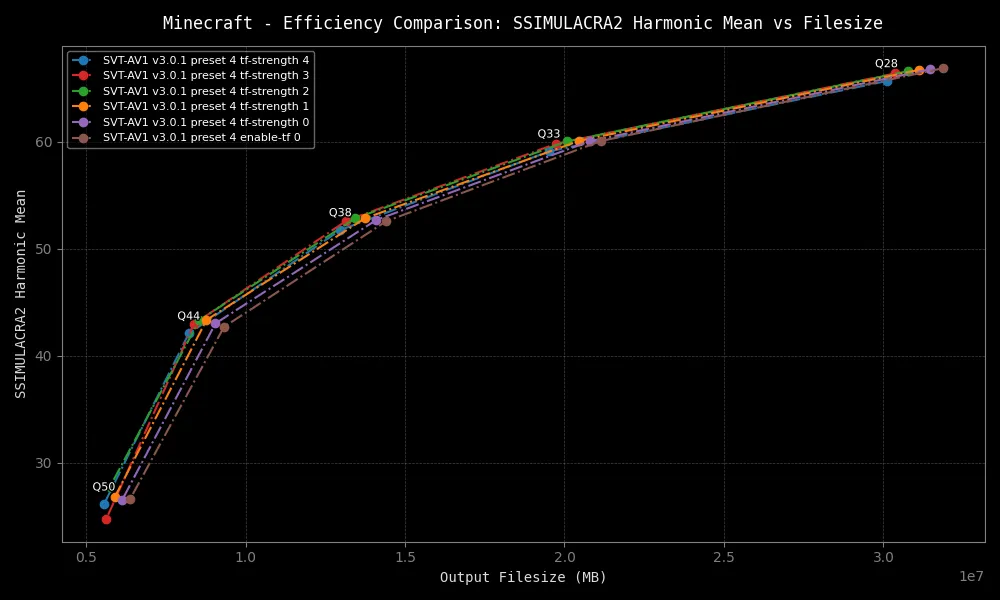 Minecraft - Efficiency Comparison: SSIMULACRA2 Harmonic Mean vs Filesize
SVT-AV1 v3.0.1 preset 4 tf-strength 4
SVT-AV1 v3.0.1 preset 4 tf-strength 3
SVT-AV1 v3.0.1 preset 4 tf-strength 2
SVT-AV1 v3.0.1 preset 4 tf-strength 1
SVT-AV1 v3.0.1 preset 4 tf-strength 0
SVT-AV1 v3.0.1 preset 4 enable-tf 0
Q28
Q33
Q38
Q44
Q50
60
50
40
30
SSIMULACRA2 Harmonic Mean
0.5 1.0 1.5 2.0 2.5 3.0
1e7
Output Filesize (MB)